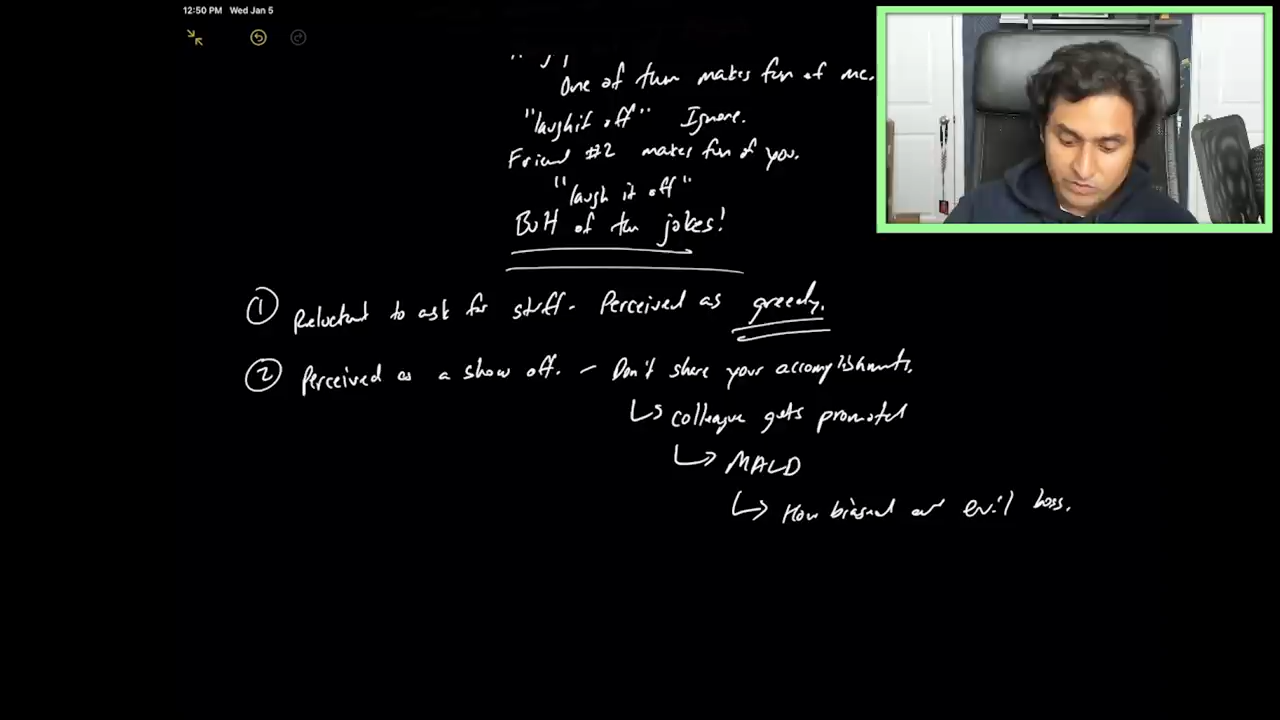 12:50 PM Wed Jan 5
One of them makes fun of me.
"laugh it off" Ignore.
Friend #2 makes fun of you.
"laugh it off"
Butt of the jokes!
① Reluctant to ask for stuff. Perceived as greedy.
② Perceived as a show off. - Don't share your accomplishments.
↳ colleague gets promoted
↳ MALD
↳ How biased evil boss.